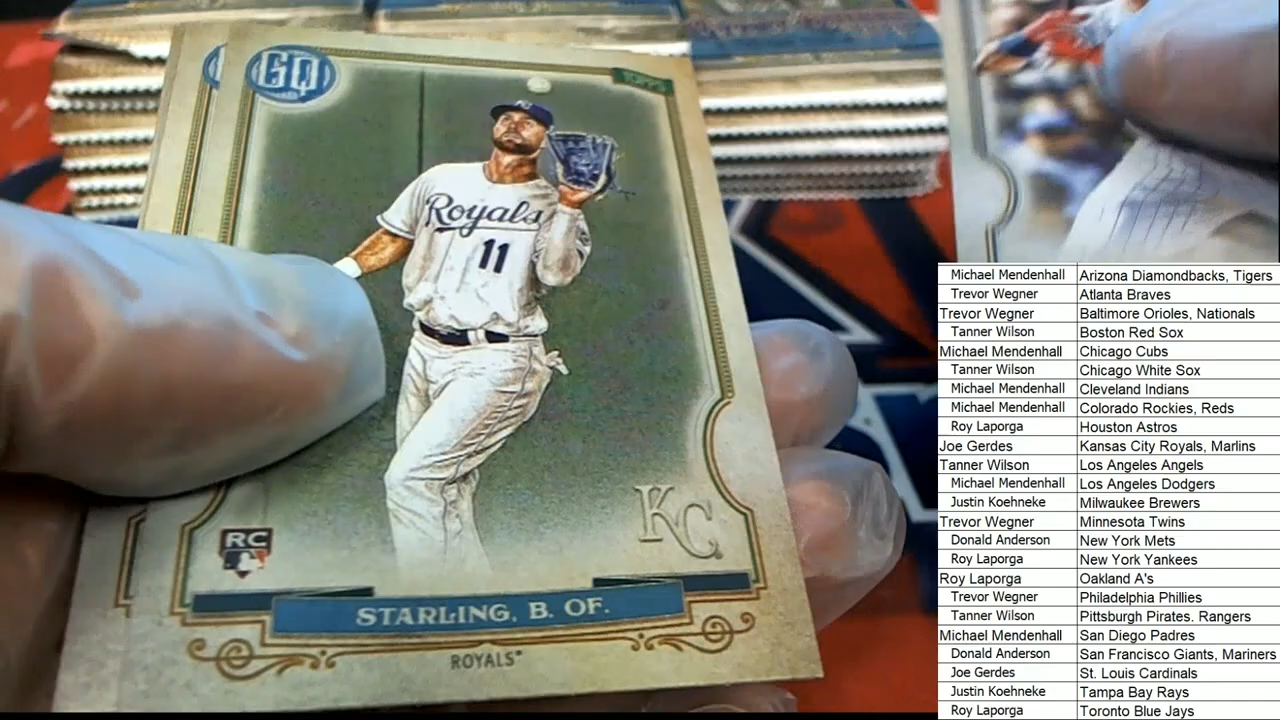 GQ
TOPPS
Royals
11
KC
RC
STARLING, B. OF.
ROYALS
Michael Mendenhall Arizona Diamondbacks, Tigers
Trevor Wegner Atlanta Braves
Trevor Wegner Baltimore Orioles, Nationals
Tanner Wilson Boston Red Sox
Michael Mendenhall Chicago Cubs
Tanner Wilson Chicago White Sox
Michael Mendenhall Cleveland Indians
Michael Mendenhall Colorado Rockies, Reds
Roy Laporga Houston Astros
Joe Gerdes Kansas City Royals, Marlins
Tanner Wilson Los Angeles Angels
Michael Mendenhall Los Angeles Dodgers
Justin Koehneke Milwaukee Brewers
Trevor Wegner Minnesota Twins
Donald Anderson New York Mets
Roy Laporga New York Yankees
Roy Laporga Oakland A's
Trevor Wegner Philadelphia Phillies
Tanner Wilson Pittsburgh Pirates. Rangers
Michael Mendenhall San Diego Padres
Donald Anderson San Francisco Giants, Mariners
Joe Gerdes St. Louis Cardinals
Justin Koehneke Tampa Bay Rays
Roy Laporga Toronto Blue Jays